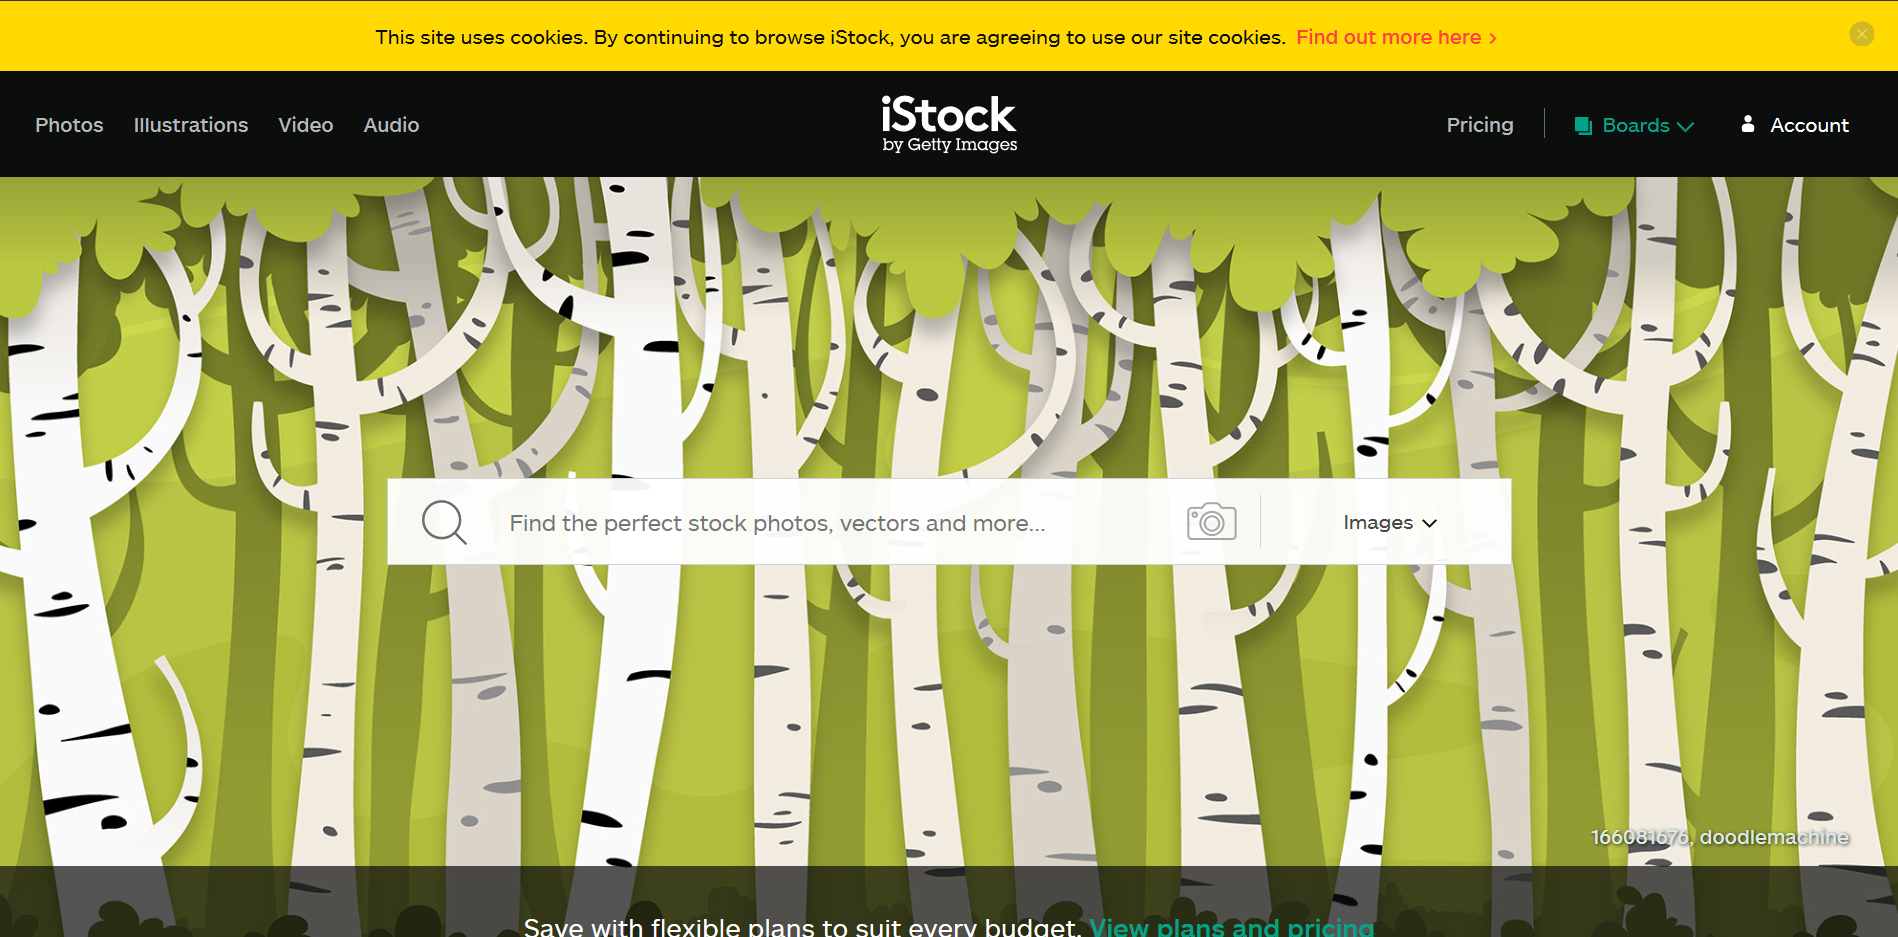 This site uses cookies. By continuing to browse iStock, you are agreeing to use our site cookies. Find out more here >
Photos Illustrations Video Audio
iStock
by Getty Images
Pricing Boards Account
Find the perfect stock photos, vectors and more... Images
166081676, doodlemachine
Save with flexible plans to suit every budget. View plans and pricing